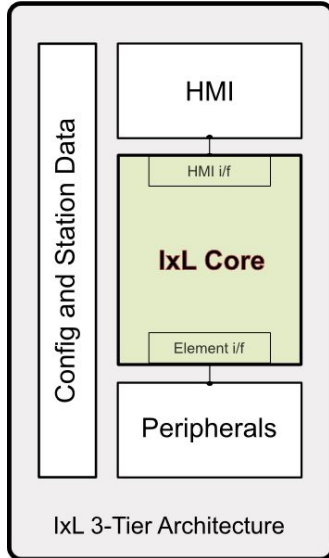 Config and Station Data
HMI
HMI i/f
IxL Core
Element i/f
Peripherals
IxL 3-Tier Architecture